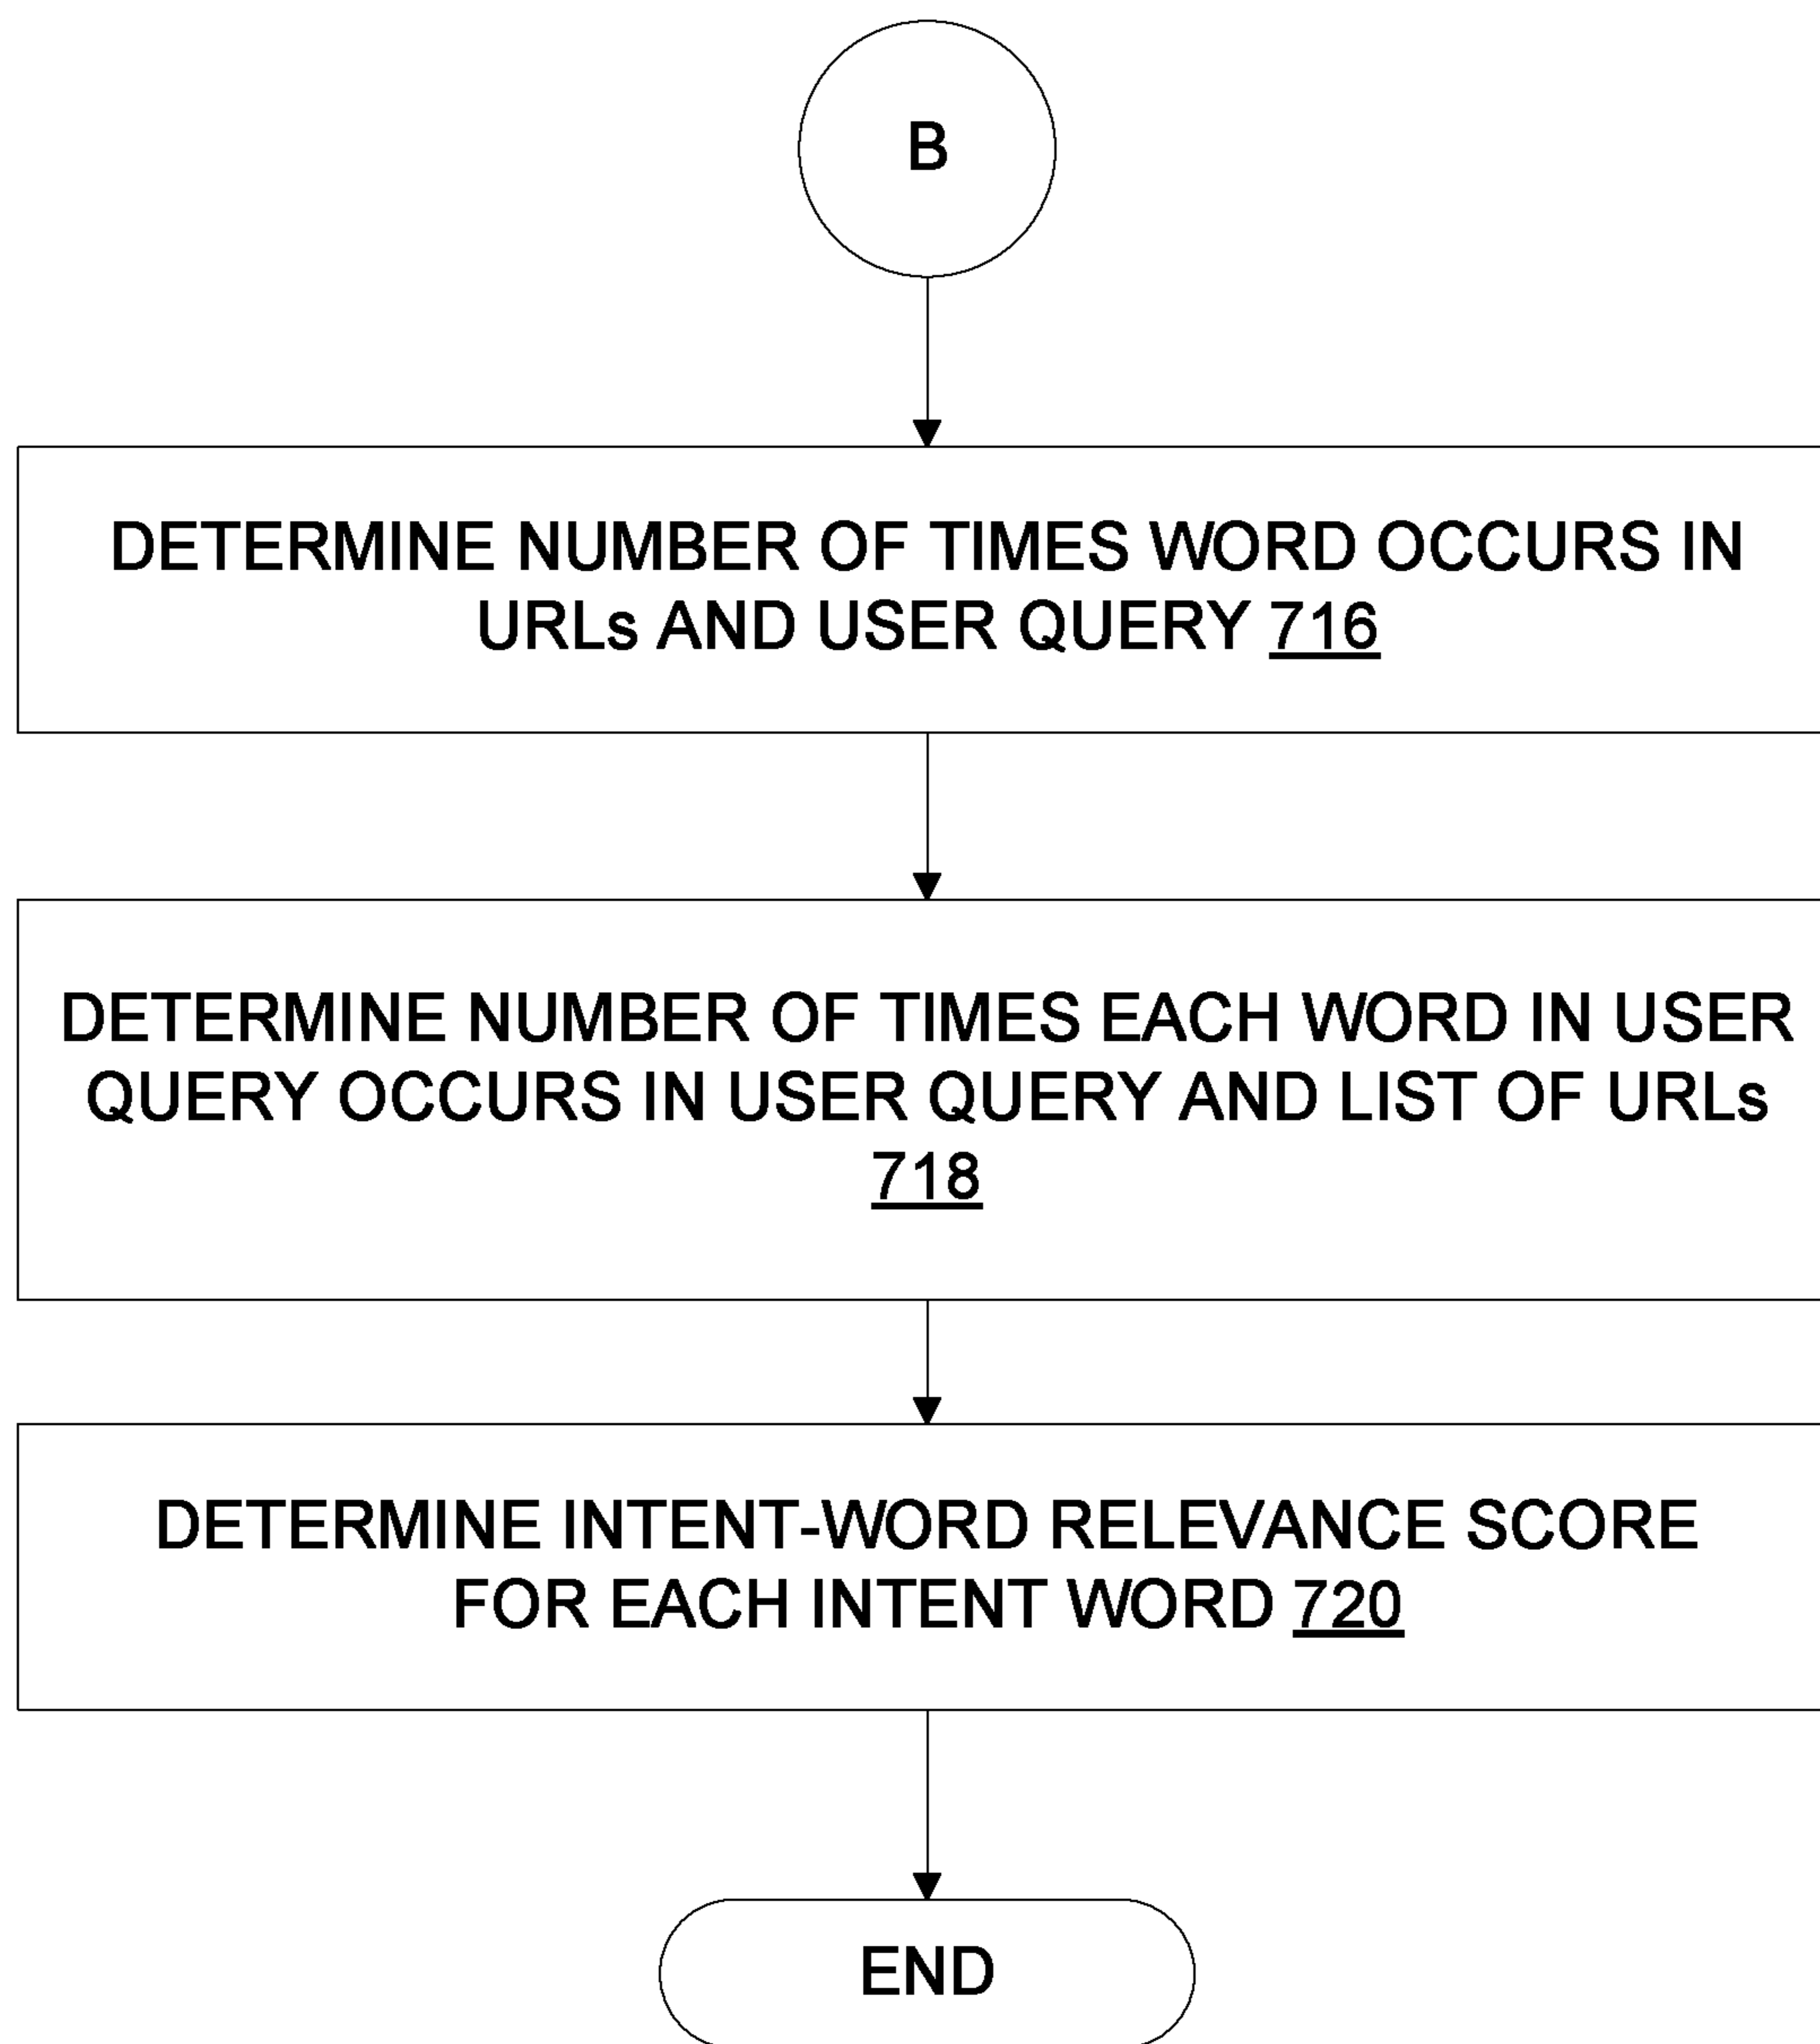 B
DETERMINE NUMBER OF TIMES WORD OCCURS IN
URLs AND USER QUERY 716
DETERMINE NUMBER OF TIMES EACH WORD IN USER
QUERY OCCURS IN USER QUERY AND LIST OF URLs
718
DETERMINE INTENT-WORD RELEVANCE SCORE
FOR EACH INTENT WORD 720
END